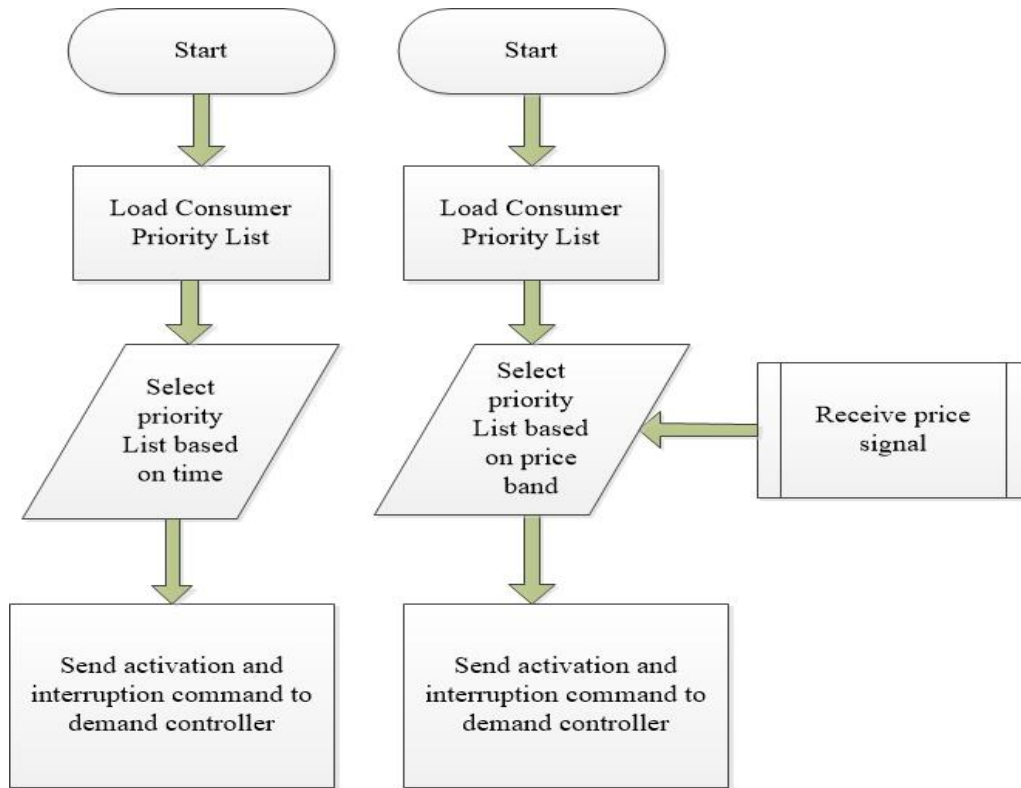 Start
Load Consumer
Priority List
Select
priority
List based
on time
Send activation and
interruption command to
demand controller
Start
Load Consumer
Priority List
Select
priority
List based
on price
band
Receive price
signal
Send activation and
interruption command to
demand controller